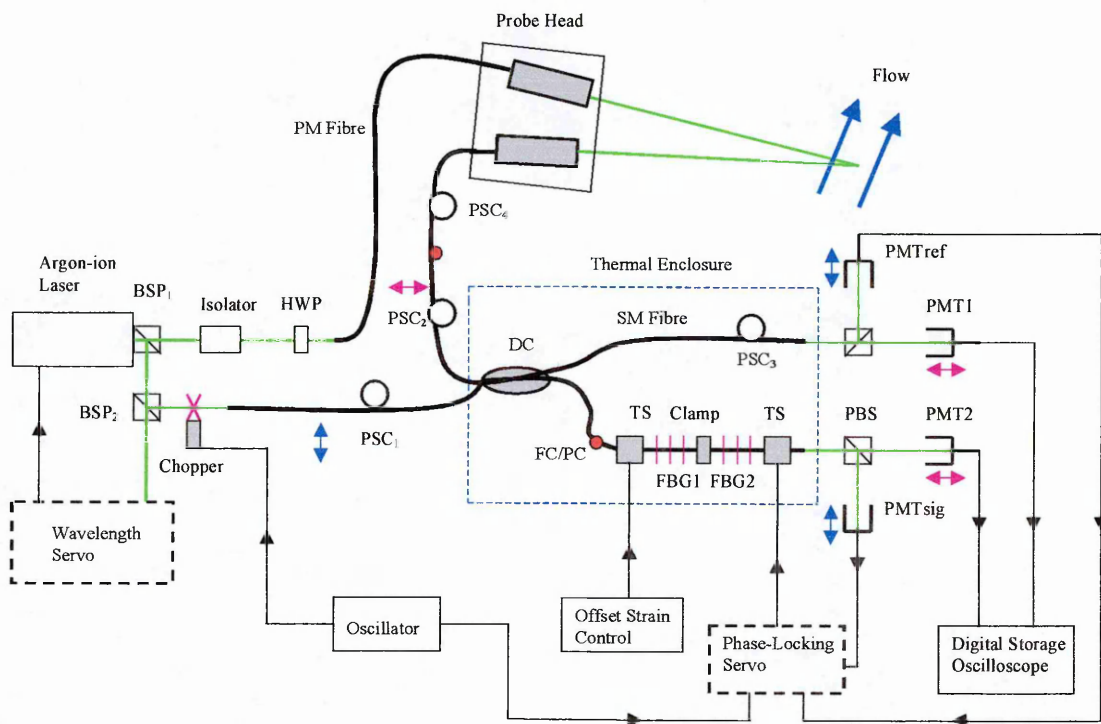 Probe Head
Flow
PM Fibre
PSC4
Argon-ion
Laser
BSP1
Isolator
HWP
Thermal Enclosure
PMTref
PSC2
SM Fibre
PMT1
DC
PSC3
BSP2
Chopper
PSC1
TS
Clamp
TS
PBS
PMT2
FC/PC
FBG1
FBG2
PMTsig
Wavelength
Servo
Oscillator
Offset Strain
Control
Phase-Locking
Servo
Digital Storage
Oscilloscope